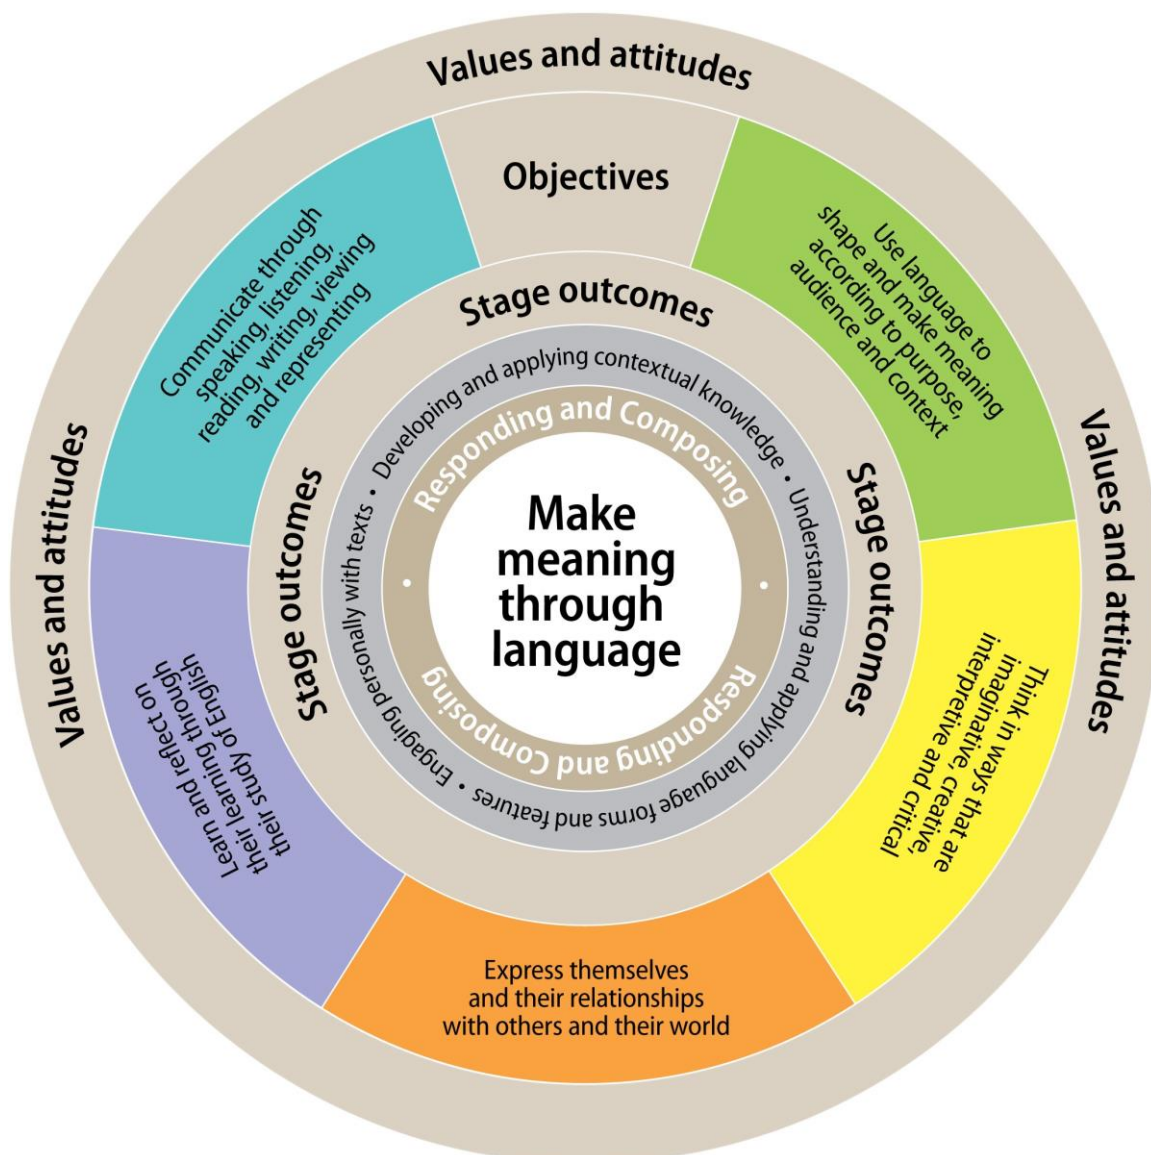 Values and attitudes
Values and attitudes
Values and attitudes
Objectives
Communicate through
speaking, listening,
reading, writing, viewing
and representing
Use language to
shape and make meaning
according to purpose,
audience and context
Think in ways that are
imaginative, creative,
interpretive and critical
Express themselves
and their relationships
with others and their world
Learn and reflect on
their learning through
their study of English
Stage outcomes
Stage outcomes
Stage outcomes
• Developing and applying contextual knowledge • Understanding and applying language forms and features • Engaging personally with texts
Responding and Composing • Responding and Composing •
Make
meaning
through
language